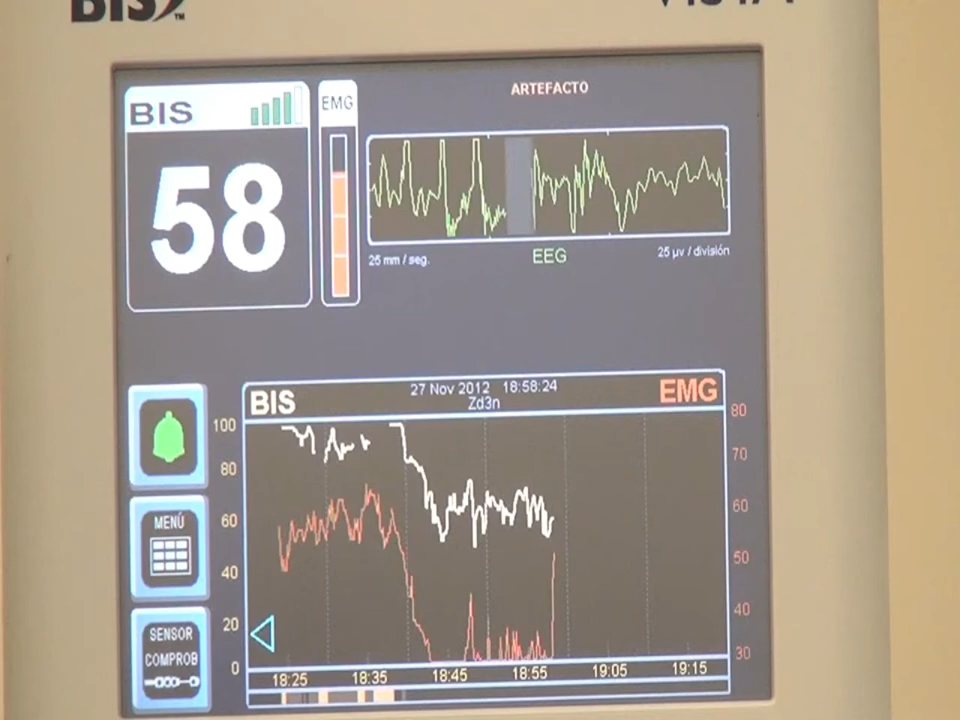 BIS
TM
BIS
EMG
ARTEFACTO
58
25 mm / seg.
EEG
25 μv / división
BIS
27 Nov 2012 18:58:24
Zd3n
EMG
100
80
60
40
20
0
80
70
60
50
40
30
18:25
18:35
18:45
18:55
19:05
19:15
MENÚ
SENSOR
COMPROB